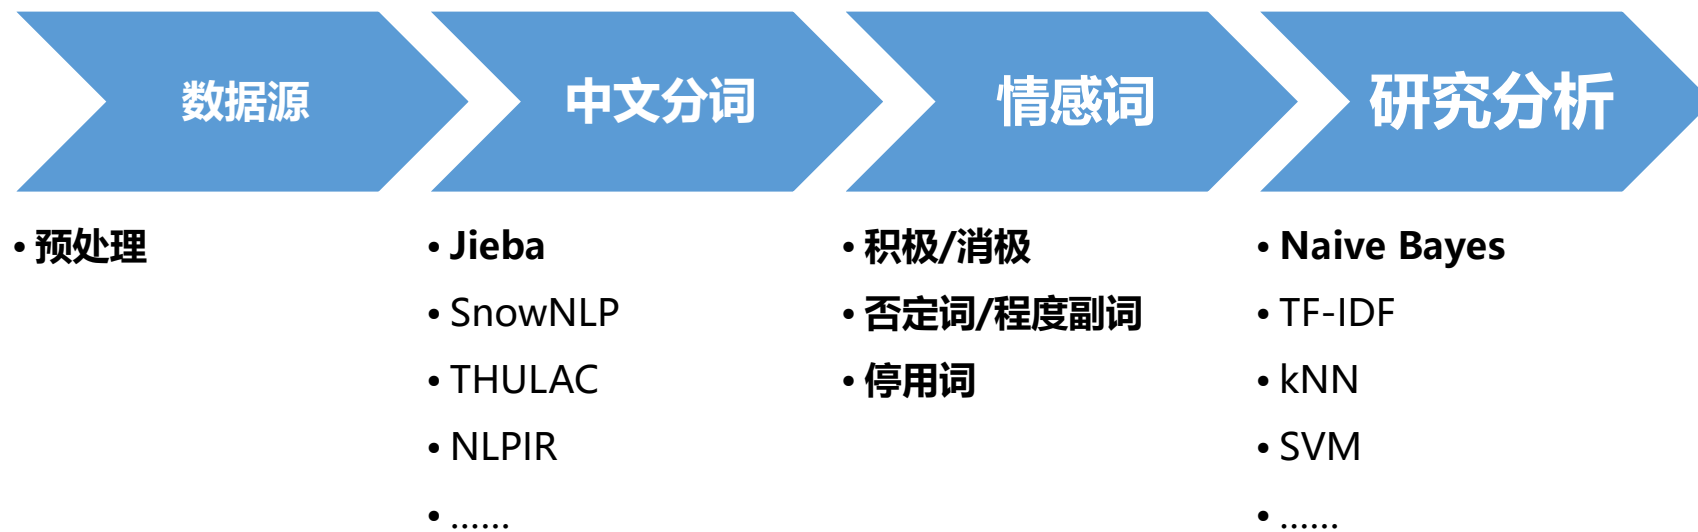 数据源
中文分词
情感词
研究分析
• 预处理
• Jieba
• SnowNLP
• THULAC
• NLPIR
• ......
• 积极/消极
• 否定词/程度副词
• 停用词
• Naive Bayes
• TF-IDF
• kNN
• SVM
• ......